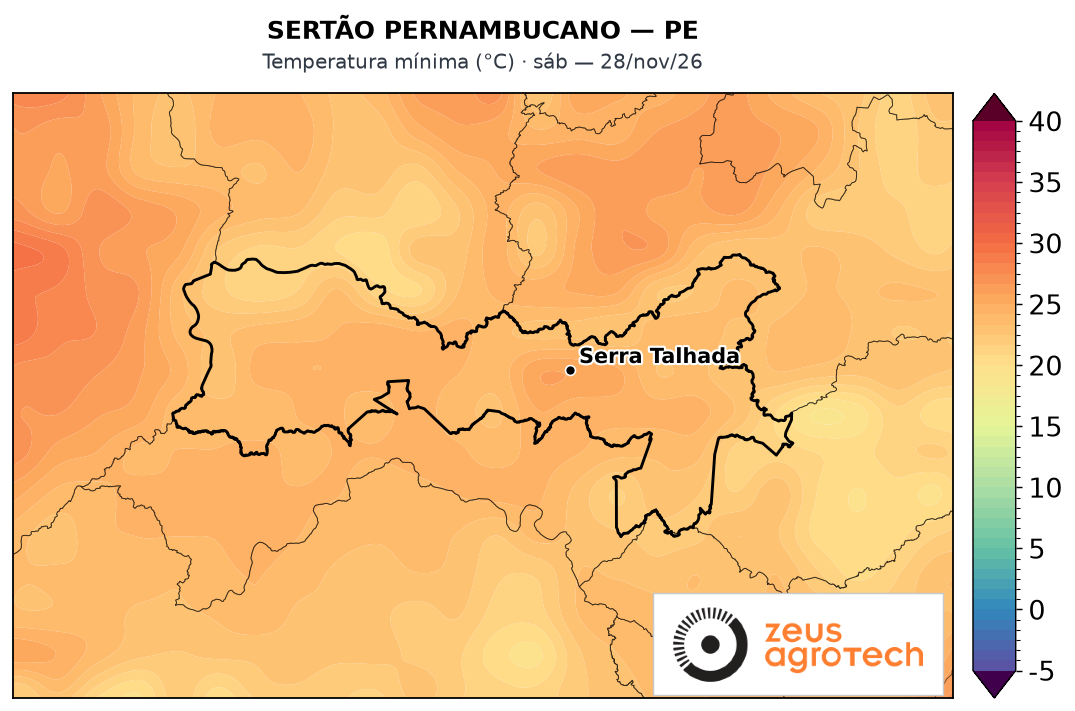 SERTÃO PERNAMBUCANO — PE
Temperatura mínima (°C) · sáb — 28/nov/26
Serra Talhada
40
35
30
25
20
15
10
5
0
-5
zeus
agrotech